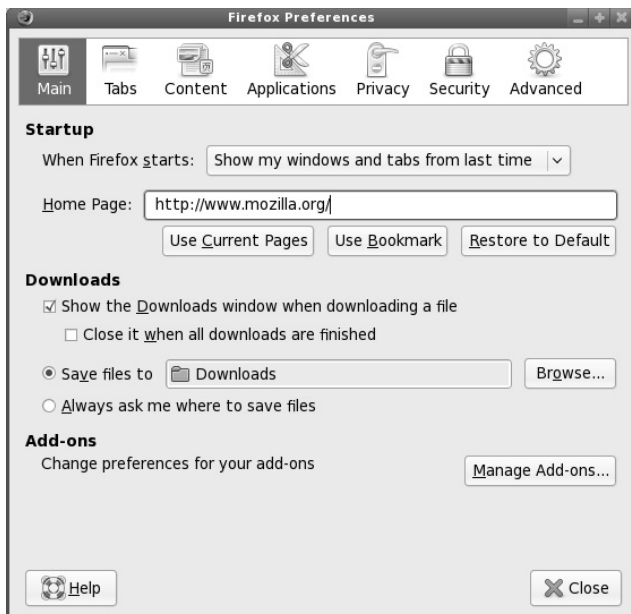 Firefox Preferences
Main Tabs Content Applications Privacy Security Advanced
Startup
When Firefox starts: Show my windows and tabs from last time
Home Page: http://www.mozilla.org/
Use Current Pages Use Bookmark Restore to Default
Downloads
Show the Downloads window when downloading a file
Close it when all downloads are finished
Save files to Downloads Browse...
Always ask me where to save files
Add-ons
Change preferences for your add-ons
Manage Add-ons...
Help Close